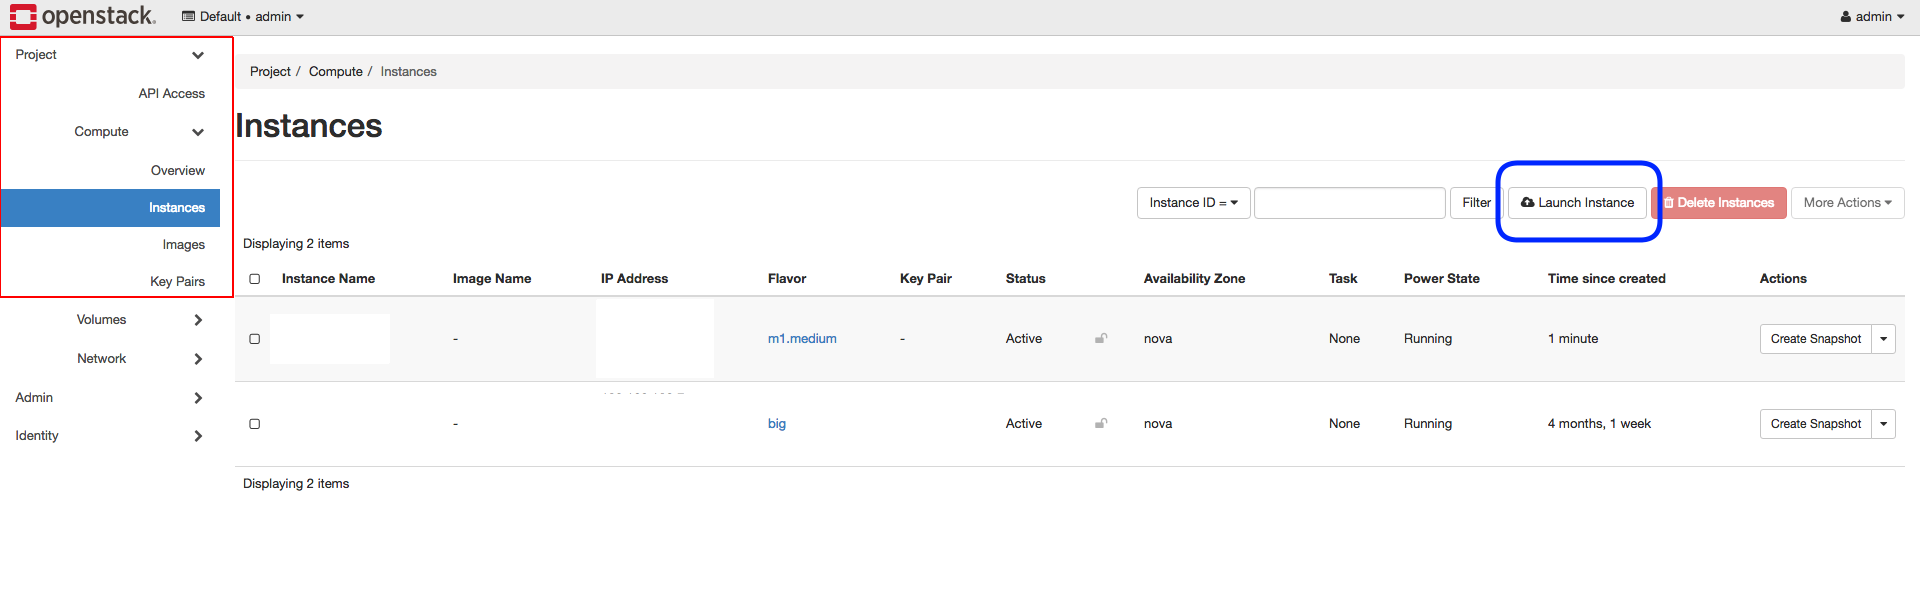 openstack. Default • admin admin
Project
API Access
Compute
Overview
Instances
Images
Key Pairs
Volumes
Network
Admin
Identity
Project / Compute / Instances
Instances
Instance ID = Filter Launch Instance Delete Instances More Actions
Displaying 2 items
Instance Name Image Name IP Address Flavor Key Pair Status Availability Zone Task Power State Time since created Actions
- m1.medium - Active nova None Running 1 minute Create Snapshot
- big Active nova None Running 4 months, 1 week Create Snapshot
Displaying 2 items